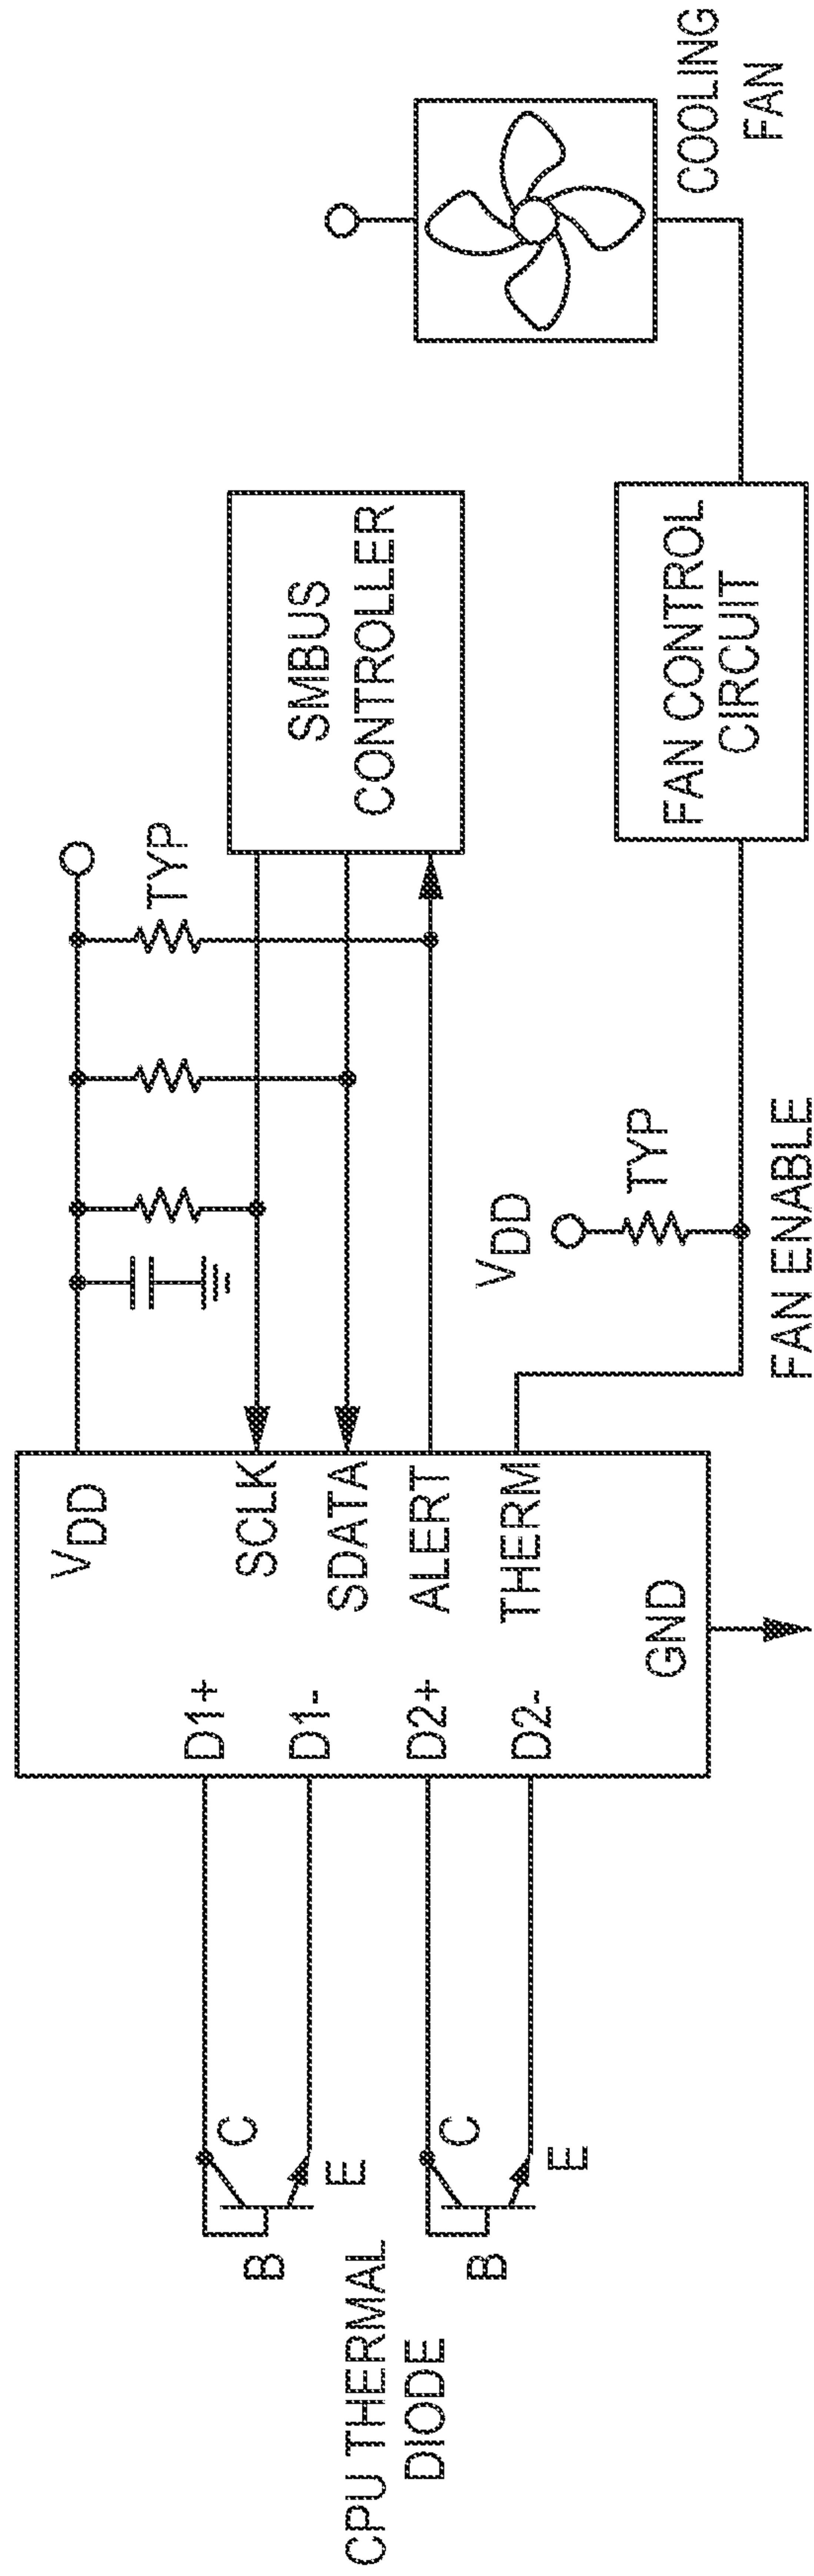 CPU THERMAL
DIODE
B
C
E
B
C
E
D1+
D1-
D2+
D2-
VDD
SCLK
SDATA
ALERT
THERM
GND
TYP
SMBUS
CONTROLLER
VDD
TYP
FAN ENABLE
FAN CONTROL
CIRCUIT
COOLING
FAN